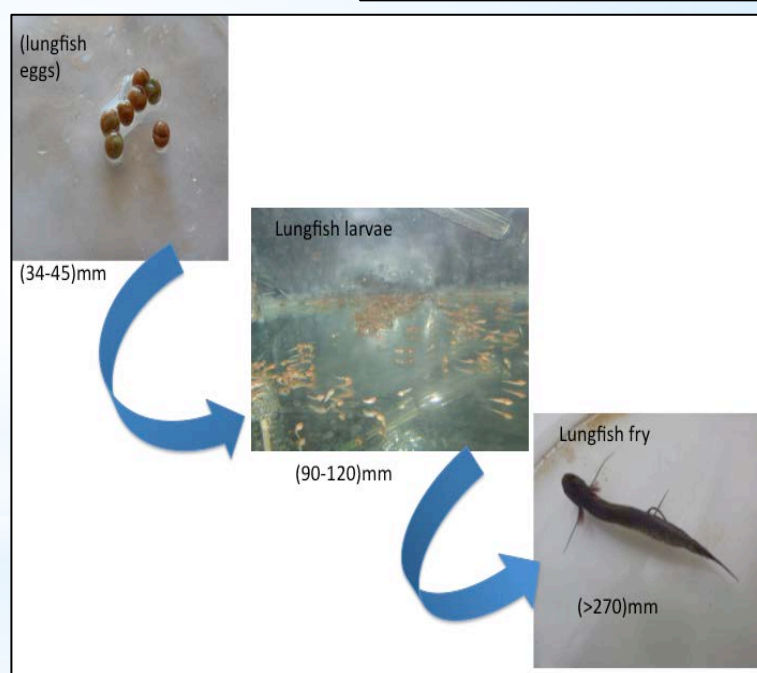 (lungfish
eggs)
(34-45)mm
Lungfish larvae
(90-120)mm
Lungfish fry
(>270)mm